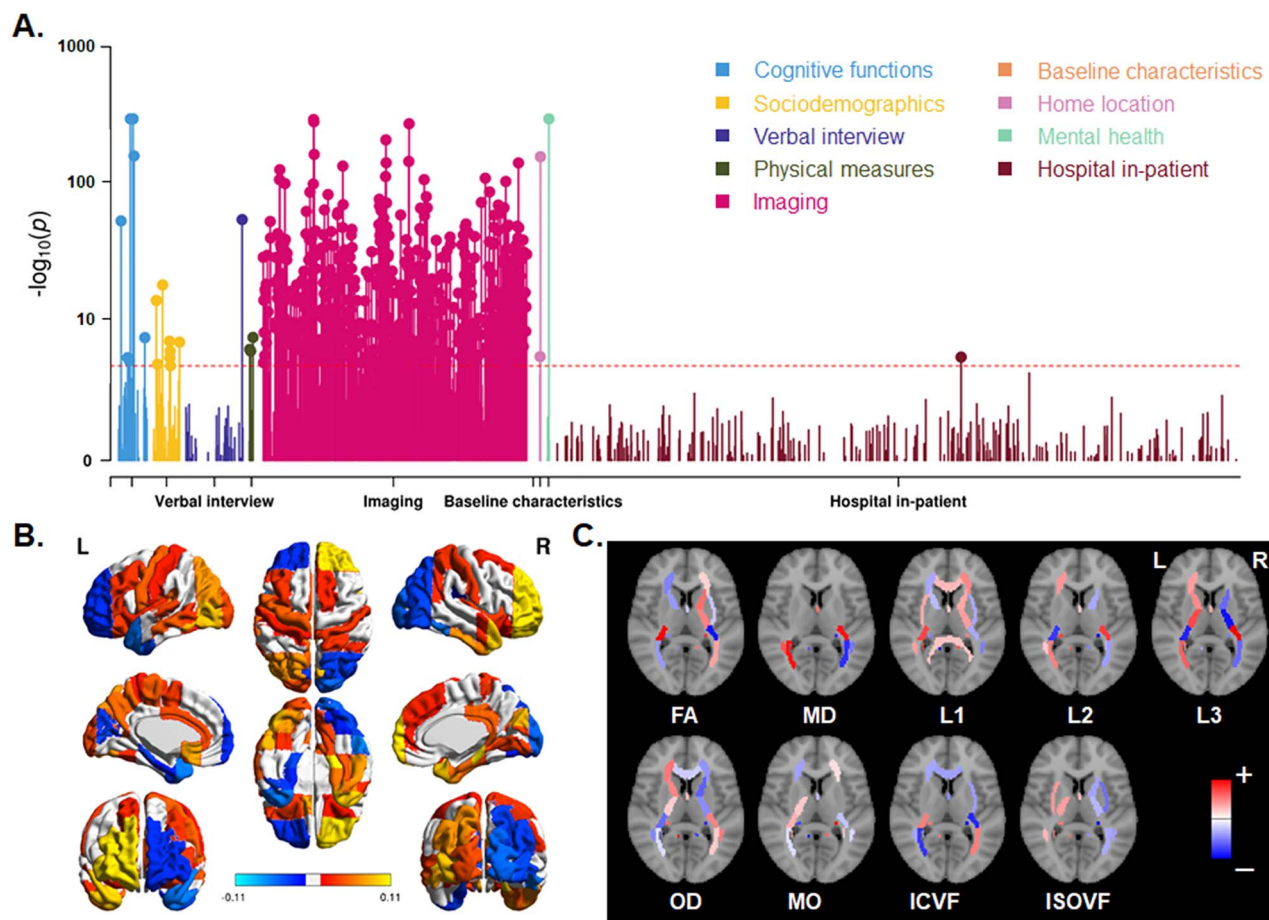 A.
1000
100
10
0
-log10(p)
Cognitive functions
Sociodemographics
Verbal interview
Physical measures
Imaging
Baseline characteristics
Home location
Mental health
Hospital in-patient
Verbal interview Imaging Baseline characteristics Hospital in-patient
B. L R
-0.11 0.11
C.
L R
FA MD L1 L2 L3
OD MO ICVF ISOVF
+
−